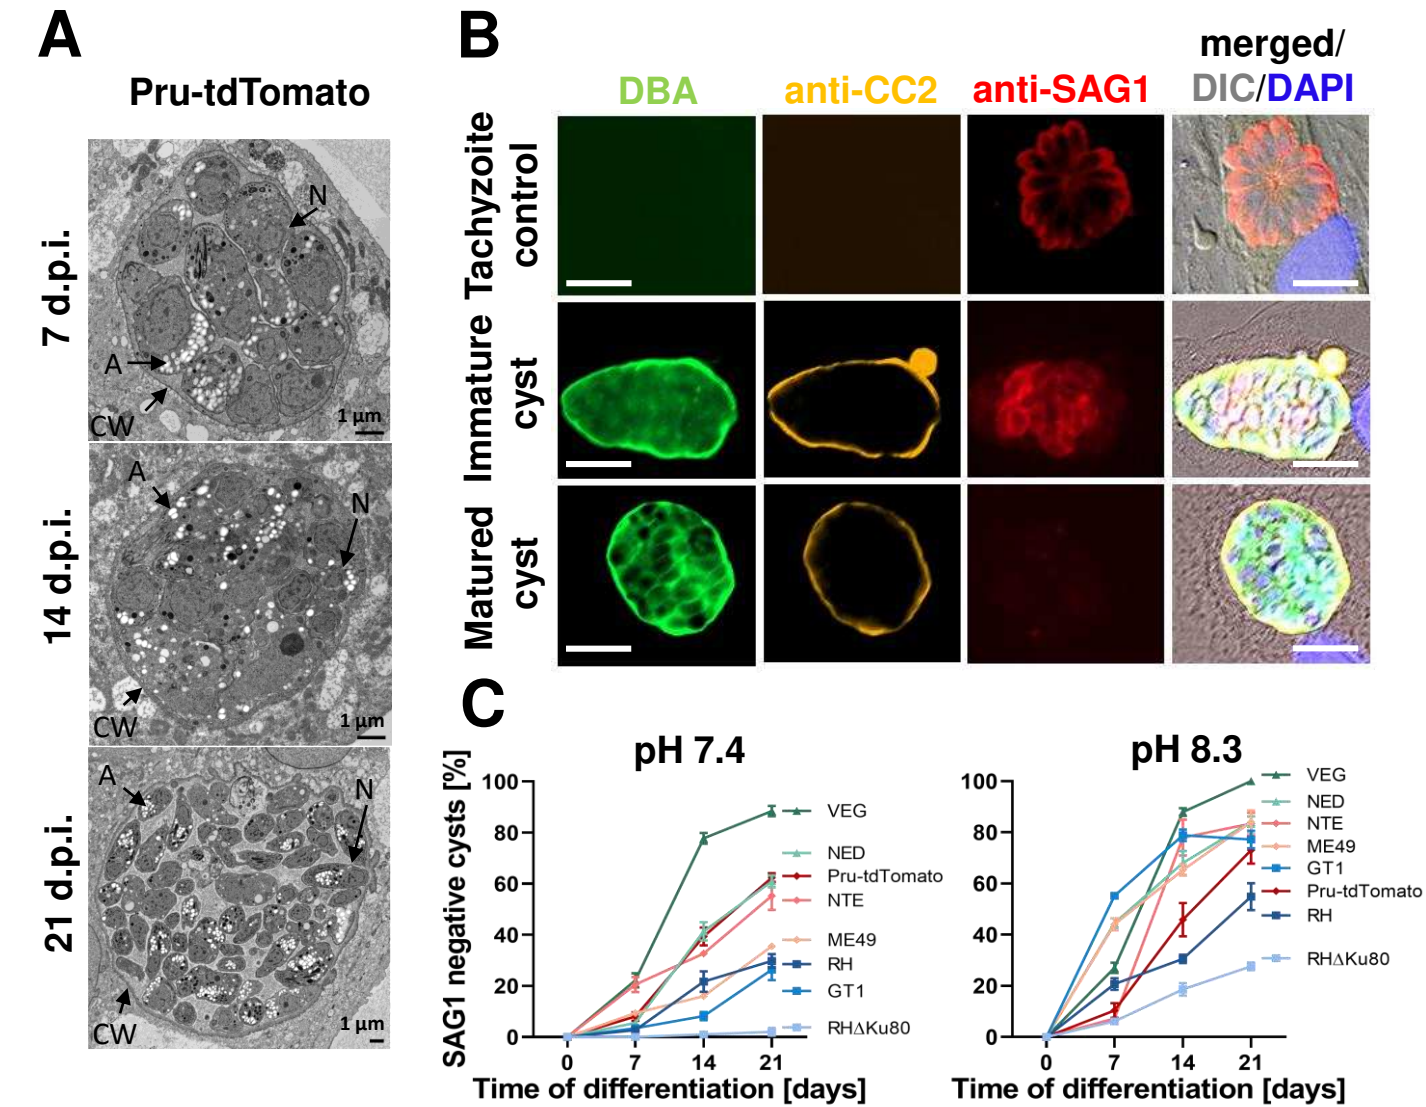 A
Pru-tdTomato
7 d.p.i.
N
A
CW
1 µm
14 d.p.i.
A
N
CW
1 µm
21 d.p.i.
A
N
CW
1 µm
B
DBA
anti-CC2
anti-SAG1
merged/
DIC/DAPI
Tachyzoite
control
Immature
cyst
Matured
cyst
C
SAG1 negative cysts [%]
pH 7.4
100
80
60
40
20
0
0 7 14 21
Time of differentiation [days]
VEG
NED
Pru-tdTomato
NTE
ME49
RH
GT1
RHΔKu80
pH 8.3
100
80
60
40
20
0
0 7 14 21
Time of differentiation [days]
VEG
NED
NTE
ME49
GT1
Pru-tdTomato
RH
RHΔKu80